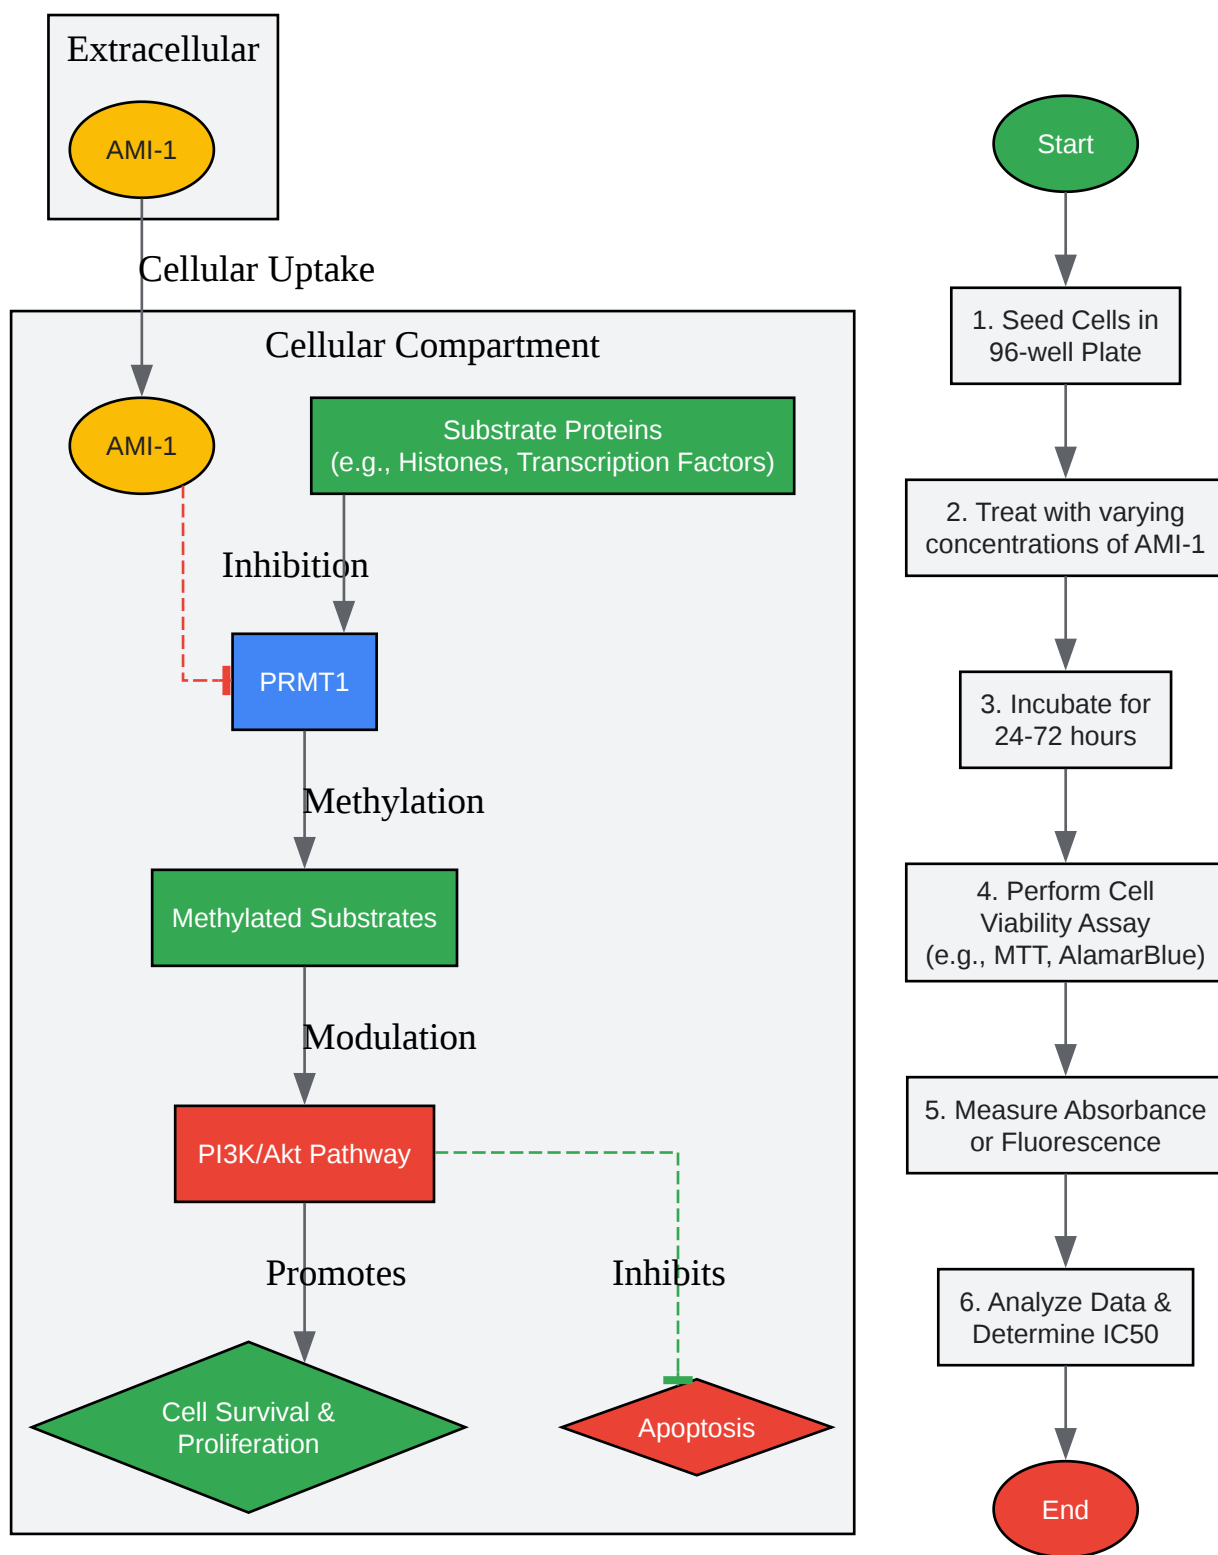 Extracellular
AMI-1
Cellular Uptake
Cellular Compartment
AMI-1
Substrate Proteins
(e.g., Histones, Transcription Factors)
Inhibition
PRMT1
Methylation
Methylated Substrates
Modulation
PI3K/Akt Pathway
Promotes
Inhibits
Cell Survival &
Proliferation
Apoptosis
Start
1. Seed Cells in
96-well Plate
2. Treat with varying
concentrations of AMI-1
3. Incubate for
24-72 hours
4. Perform Cell
Viability Assay
(e.g., MTT, AlamarBlue)
5. Measure Absorbance
or Fluorescence
6. Analyze Data &
Determine IC50
End